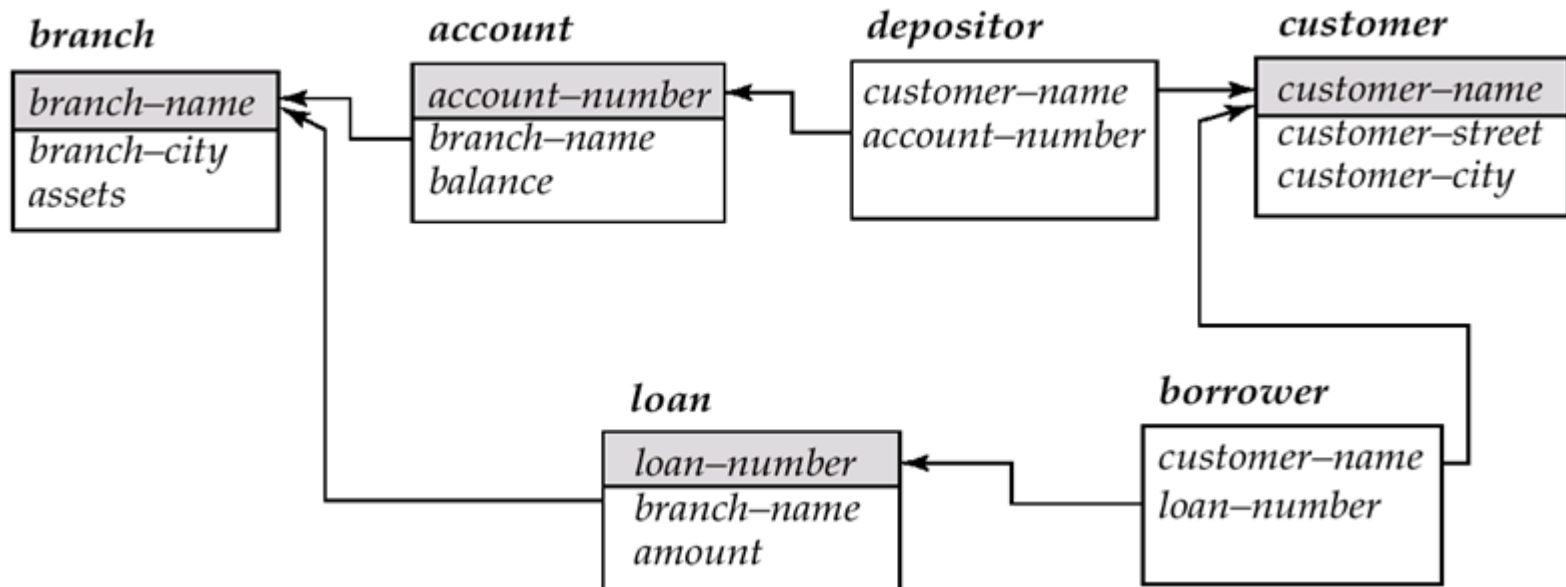 branch
branch–name
branch–city
assets
account
account–number
branch–name
balance
depositor
customer–name
account–number
customer
customer–name
customer–street
customer–city
loan
loan–number
branch–name
amount
borrower
customer–name
loan–number